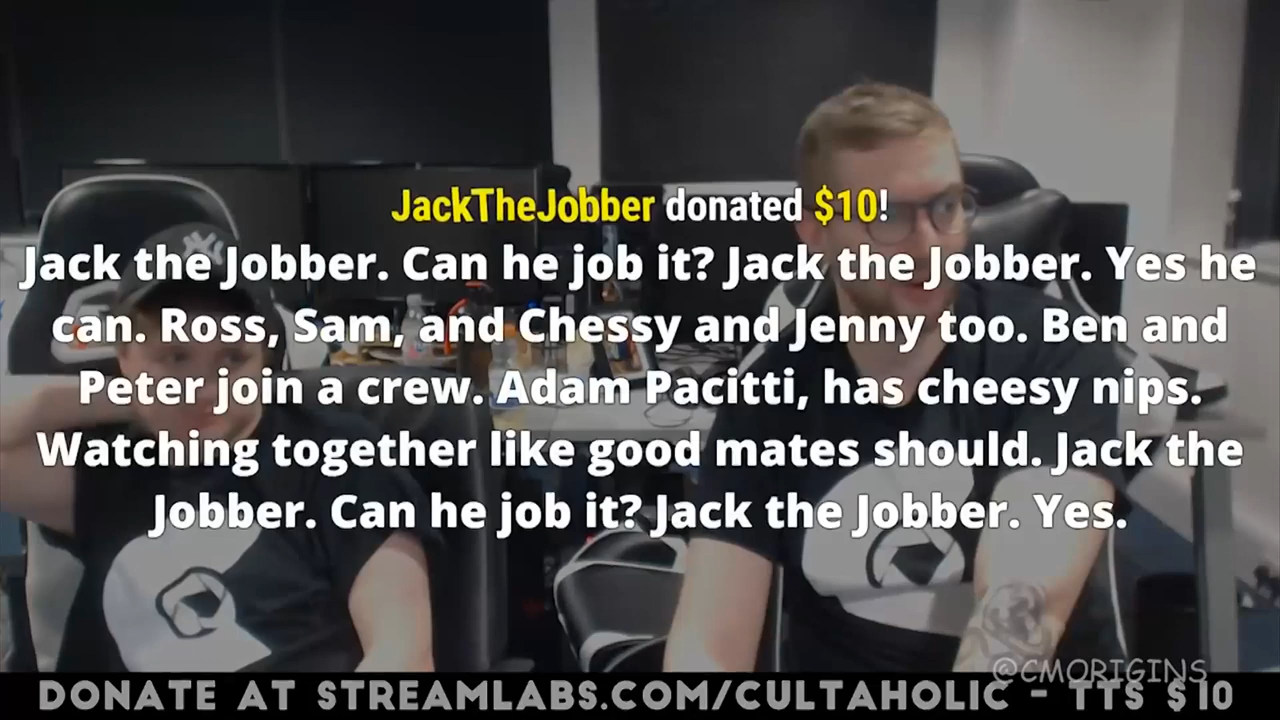 JackTheJobber donated $10!
Jack the Jobber. Can he job it? Jack the Jobber. Yes he
can. Ross, Sam, and Chessy and Jenny too. Ben and
Peter join a crew. Adam Pacitti, has cheesy nips.
Watching together like good mates should. Jack the
Jobber. Can he job it? Jack the Jobber. Yes.
@CMORIGINS
DONATE AT STREAMLABS.COM/CULTAHOLIC - TTS $10